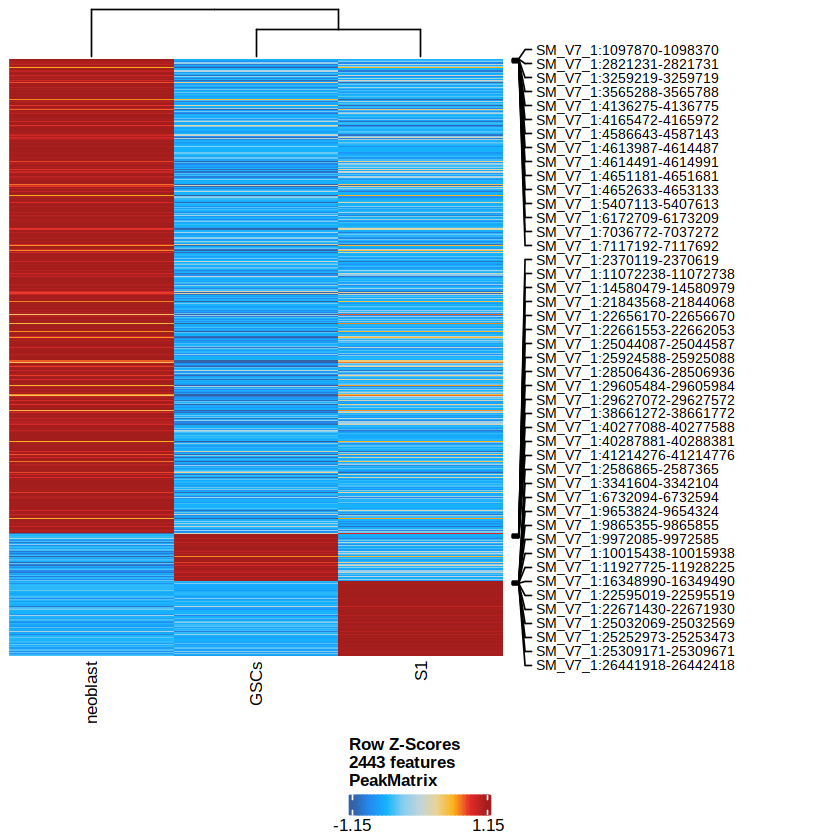 SM_V7_1:1097870-1098370
SM_V7_1:2821231-2821731
SM_V7_1:3259219-3259719
SM_V7_1:3565288-3565788
SM_V7_1:4136275-4136775
SM_V7_1:4165472-4165972
SM_V7_1:4586643-4587143
SM_V7_1:4613987-4614487
SM_V7_1:4614491-4614991
SM_V7_1:4651181-4651681
SM_V7_1:4652633-4653133
SM_V7_1:5407113-5407613
SM_V7_1:6172709-6173209
SM_V7_1:7036772-7037272
SM_V7_1:7117192-7117692
SM_V7_1:2370119-2370619
SM_V7_1:11072238-11072738
SM_V7_1:14580479-14580979
SM_V7_1:21843568-21844068
SM_V7_1:22656170-22656670
SM_V7_1:22661553-22662053
SM_V7_1:25044087-25044587
SM_V7_1:25924588-25925088
SM_V7_1:28506436-28506936
SM_V7_1:29605484-29605984
SM_V7_1:29627072-29627572
SM_V7_1:38661272-38661772
SM_V7_1:40277088-40277588
SM_V7_1:40287881-40288381
SM_V7_1:41214276-41214776
SM_V7_1:2586865-2587365
SM_V7_1:3341604-3342104
SM_V7_1:6732094-6732594
SM_V7_1:9653824-9654324
SM_V7_1:9865355-9865855
SM_V7_1:9972085-9972585
SM_V7_1:10015438-10015938
SM_V7_1:11927725-11928225
SM_V7_1:16348990-16349490
SM_V7_1:22595019-22595519
SM_V7_1:22671430-22671930
SM_V7_1:25032069-25032569
SM_V7_1:25252973-25253473
SM_V7_1:25309171-25309671
SM_V7_1:26441918-26442418
neoblast
GSCs
S1
Row Z-Scores
2443 features
PeakMatrix
-1.15
1.15